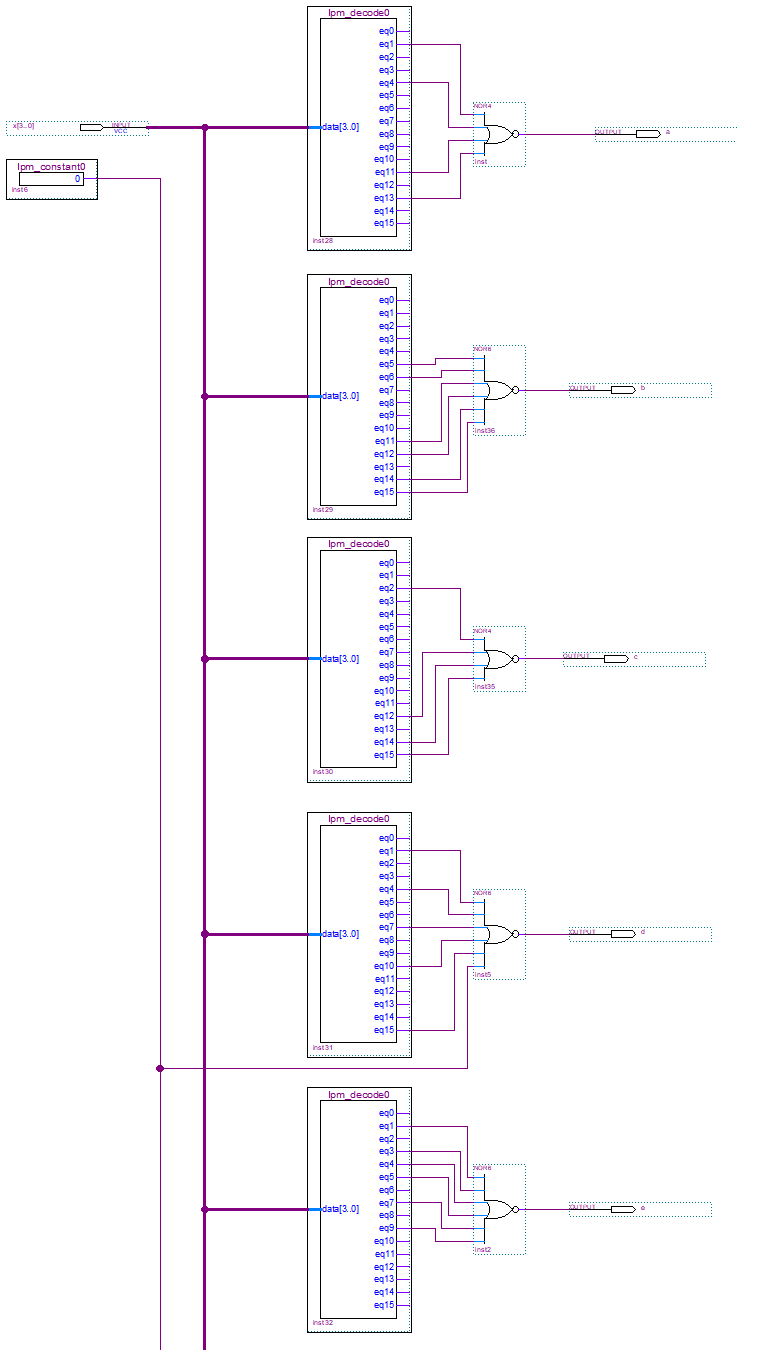 lpm_decode0
eq0
eq1
eq2
eq3
eq4
eq5
eq6
data[3..0]
eq7
eq8
eq9
eq10
eq11
eq12
eq13
eq14
eq15
inst28
x[3..0]
INPUT
VCC
lpm_constant0
0
inst6
NOR4
inst
OUTPUT
a
lpm_decode0
eq0
eq1
eq2
eq3
eq4
eq5
eq6
eq7
data[3..0]
eq8
eq9
eq10
eq11
eq12
eq13
eq14
eq15
inst29
NOR6
inst36
OUTPUT
b
lpm_decode0
eq0
eq1
eq2
eq3
eq4
eq5
eq6
eq7
data[3..0]
eq8
eq9
eq10
eq11
eq12
eq13
eq14
eq15
inst30
NOR4
inst35
OUTPUT
c
lpm_decode0
eq0
eq1
eq2
eq3
eq4
eq5
eq6
eq7
data[3..0]
eq8
eq9
eq10
eq11
eq12
eq13
eq14
eq15
inst31
NOR6
inst5
OUTPUT
d
lpm_decode0
eq0
eq1
eq2
eq3
eq4
eq5
eq6
eq7
data[3..0]
eq8
eq9
eq10
eq11
eq12
eq13
eq14
eq15
inst32
NOR6
inst2
OUTPUT
e